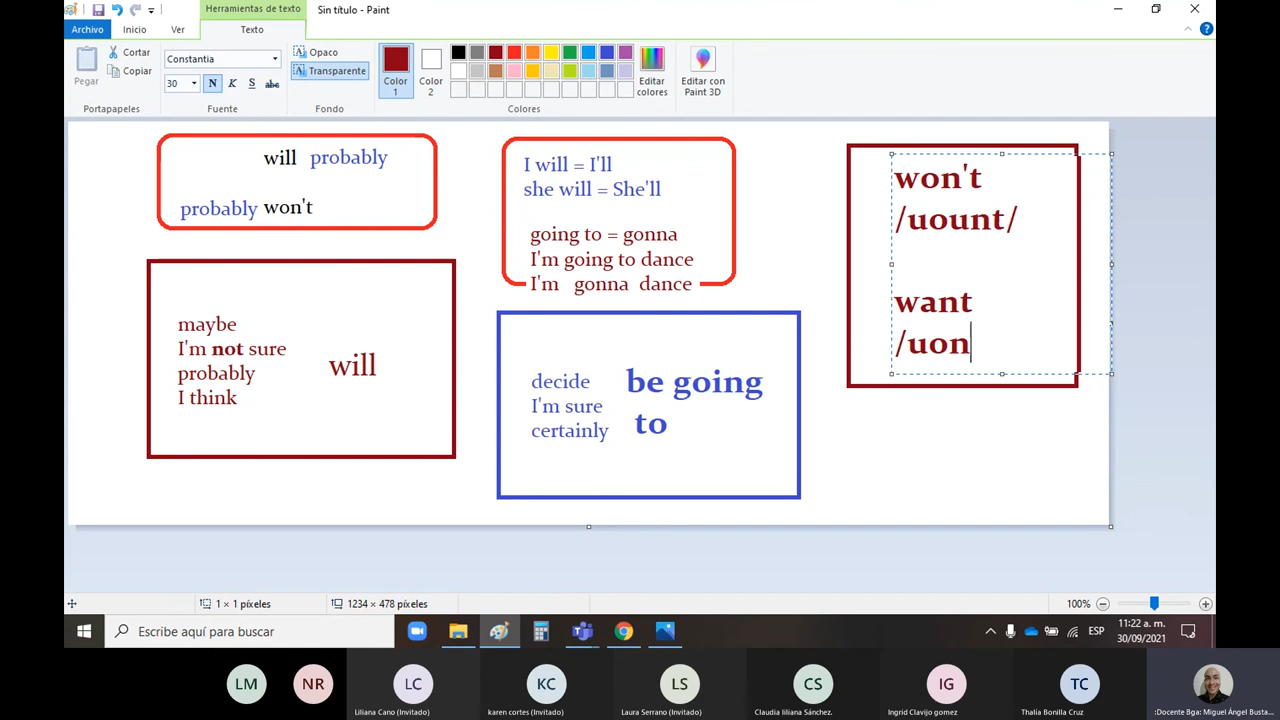 Herramientas de texto
Sin título - Paint
Archivo
Inicio
Ver
Texto
Pegar
Cortar
Copiar
Portapapeles
Constantia
30
N
K
S
abc
Fuente
Opaco
Transparente
Fondo
Color
1
Color
2
Colores
Editar
colores
Editar con
Paint 3D
will probably
probably won't
I will = I'll
she will = She'll
going to = gonna
I'm going to dance
I'm gonna dance
won't
/uount/
want
/uon
maybe
I'm not sure
probably
I think
will
decide
I'm sure
certainly
be going
to
1 × 1 píxeles
1234 × 478 píxeles
100%
Escribe aquí para buscar
ESP
11:22 a. m.
30/09/2021
LM
NR
LC
Liliana Cano (Invitado)
KC
karen cortes (Invitado)
LS
Laura Serrano (Invitado)
CS
Claudia liliana Sánchez.
IG
Ingrid Clavijo gomez
TC
Thalía Bonilla Cruz
:Docente Bga: Miguel Ángel Busta...